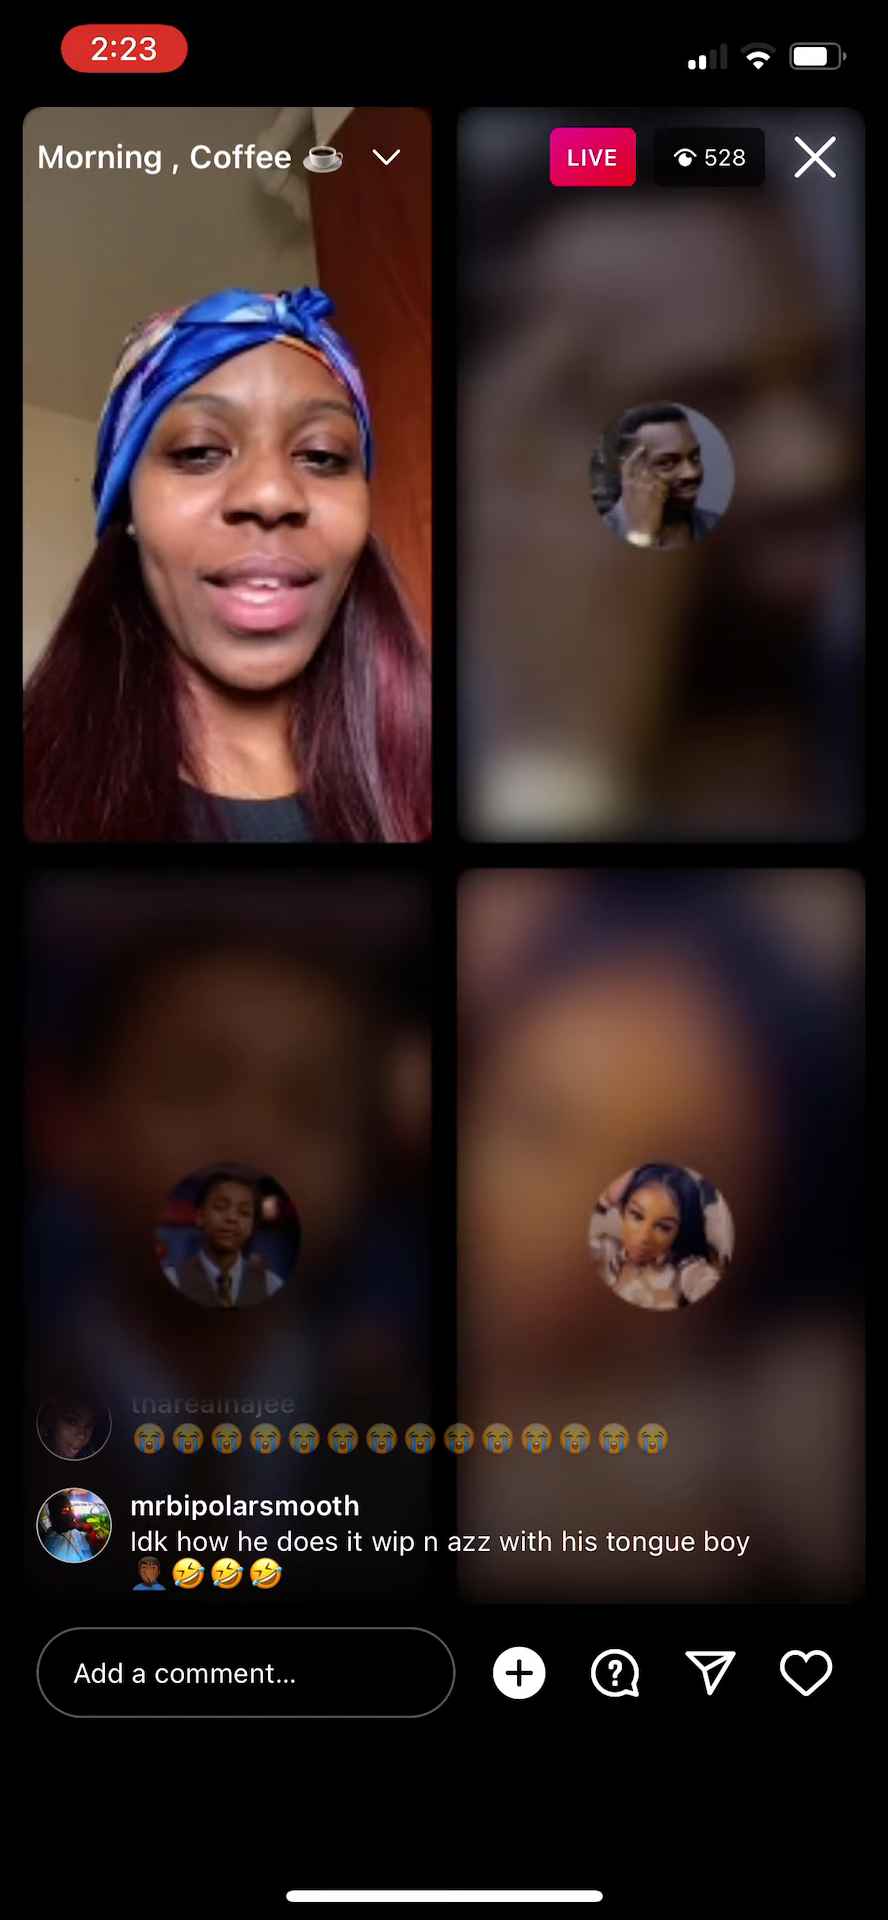 2:23
Morning , Coffee ☕
LIVE
528
tharealnajee
😭😭😭😭😭😭😭😭😭😭😭😭😭😭
mrbipolarsmooth
Idk how he does it wip n azz with his tongue boy
🤦🏾‍♂️🤣🤣🤣
Add a comment...